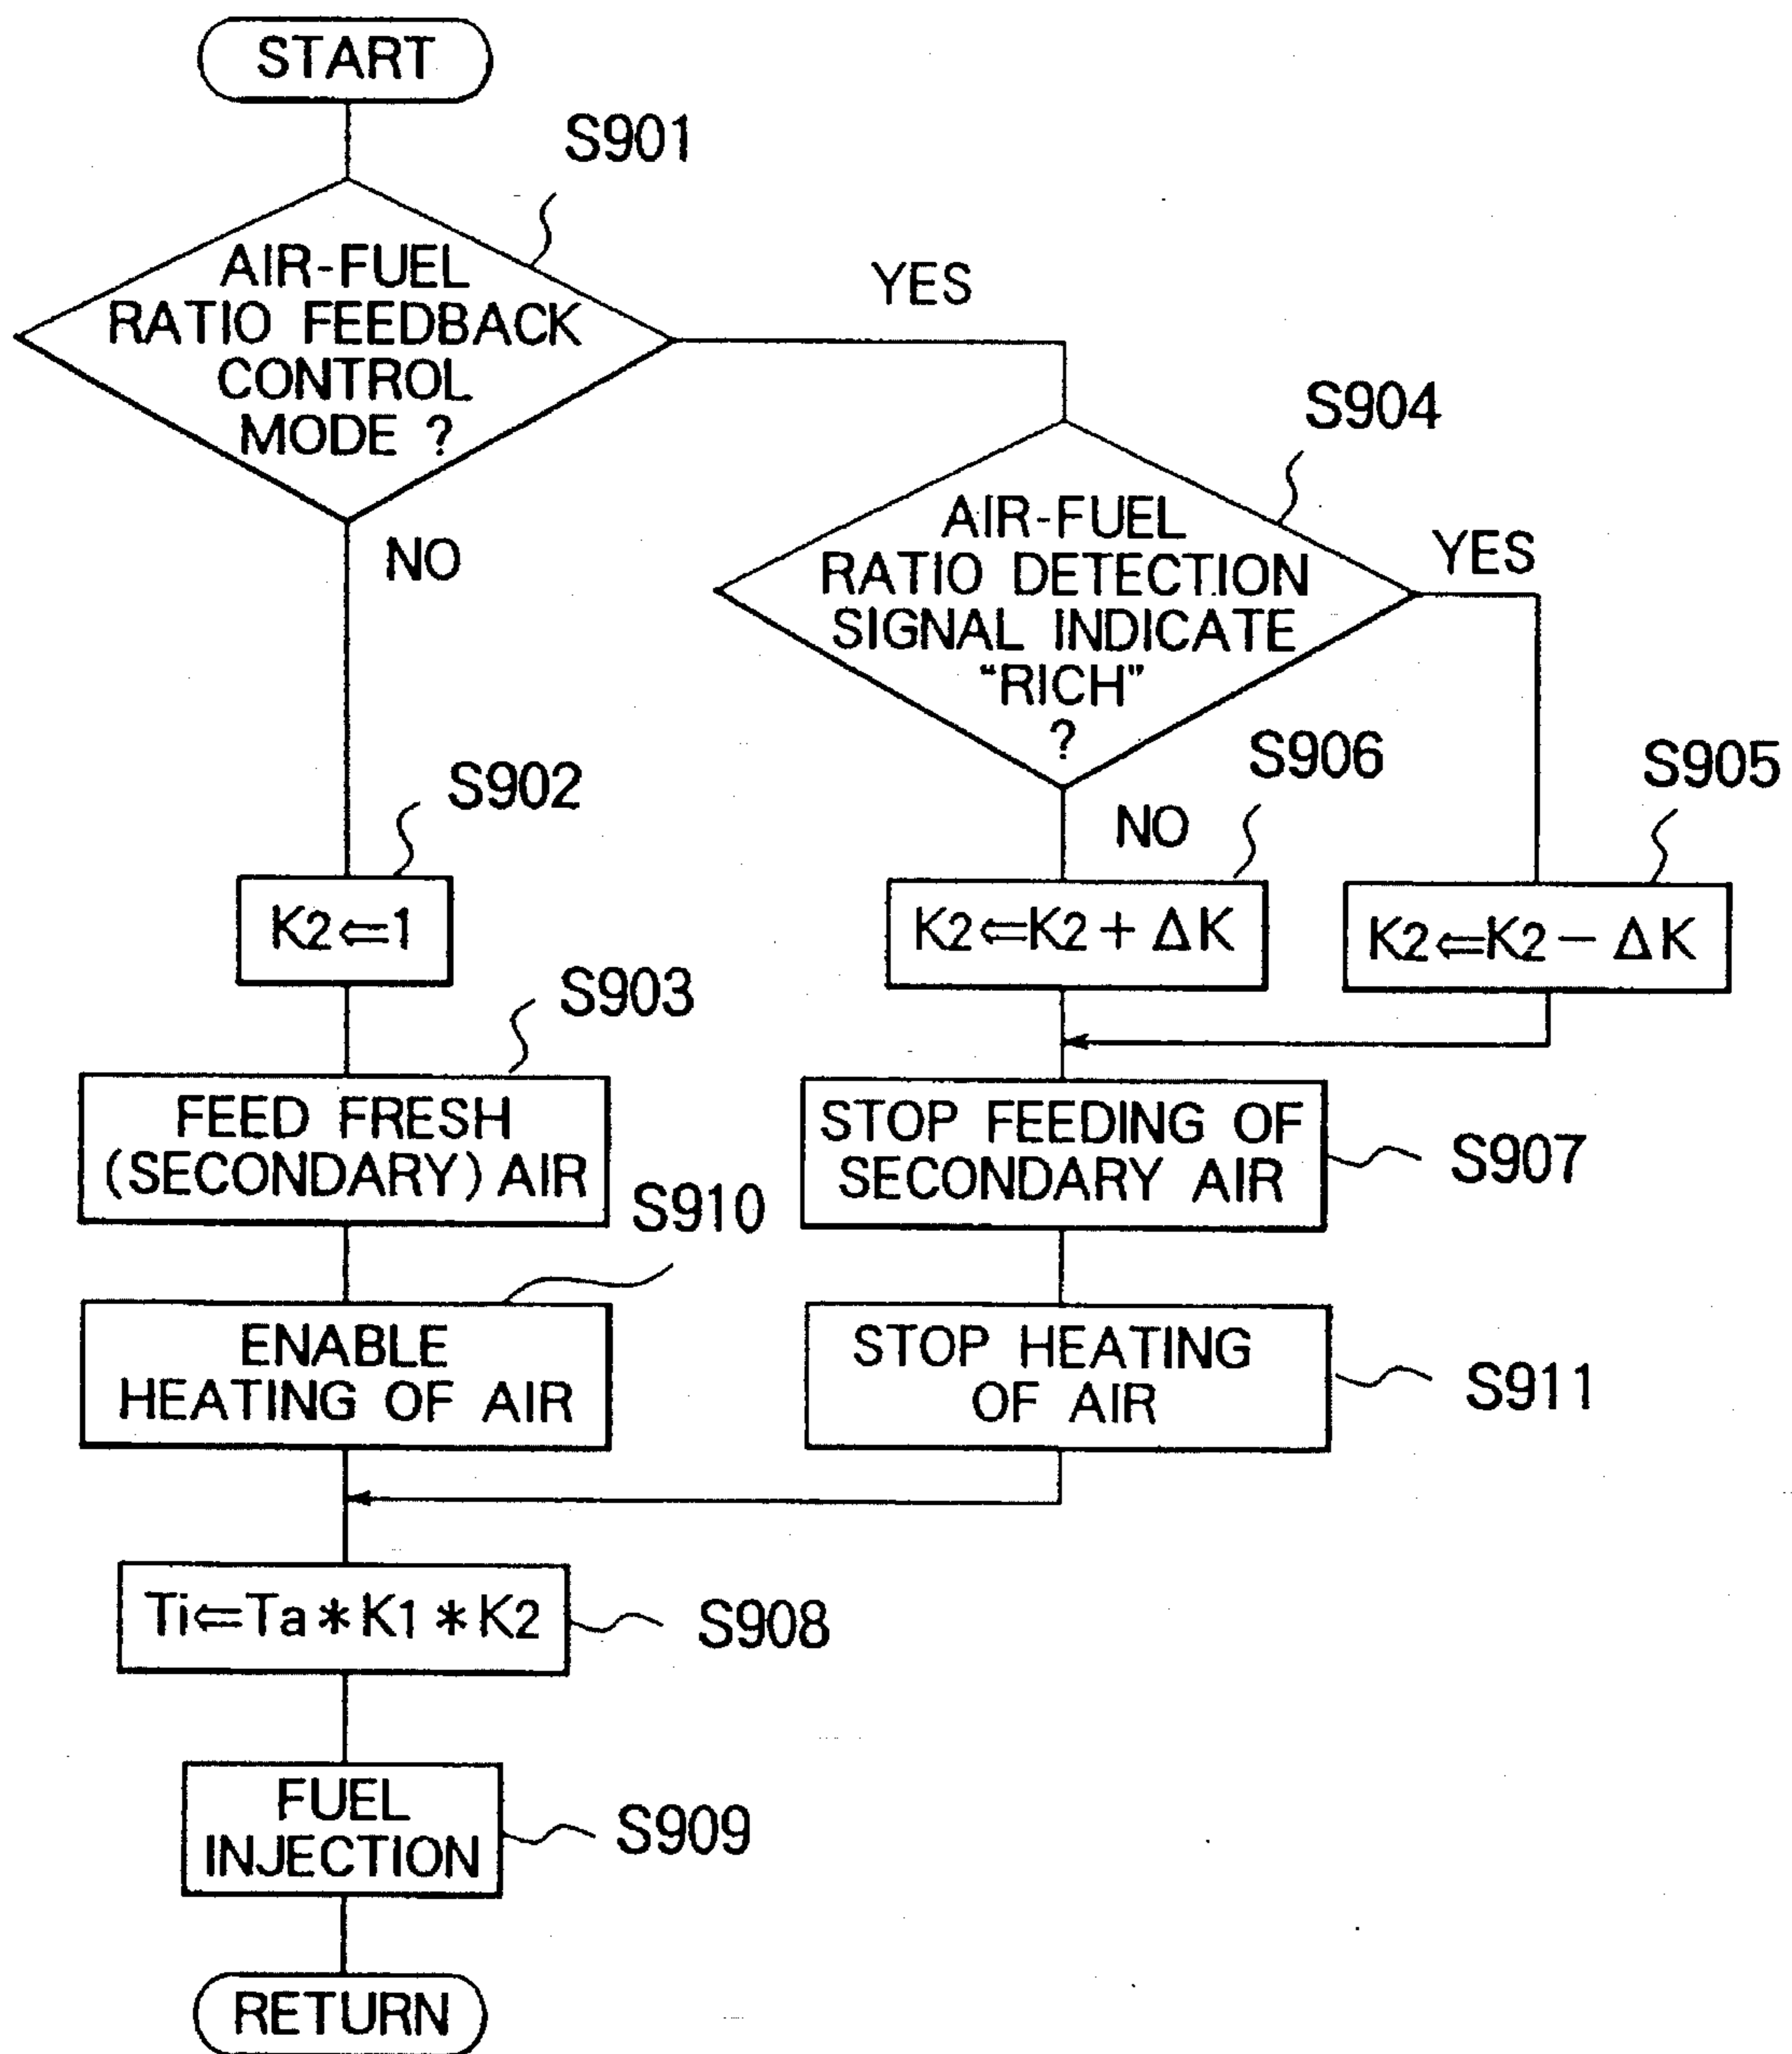 START
S901
AIR-FUEL
RATIO FEEDBACK
CONTROL
MODE ?
YES
NO
S904
AIR-FUEL
RATIO DETECTION
SIGNAL INDICATE
“RICH”
?
YES
NO
S902
K2⇐1
S906
K2⇐K2 + ΔK
S905
K2⇐K2 − ΔK
S903
FEED FRESH
(SECONDARY) AIR
STOP FEEDING OF
SECONDARY AIR
S907
S910
ENABLE
HEATING OF AIR
STOP HEATING
OF AIR
S911
Ti⇐Ta * K1 * K2
S908
FUEL
INJECTION
S909
RETURN